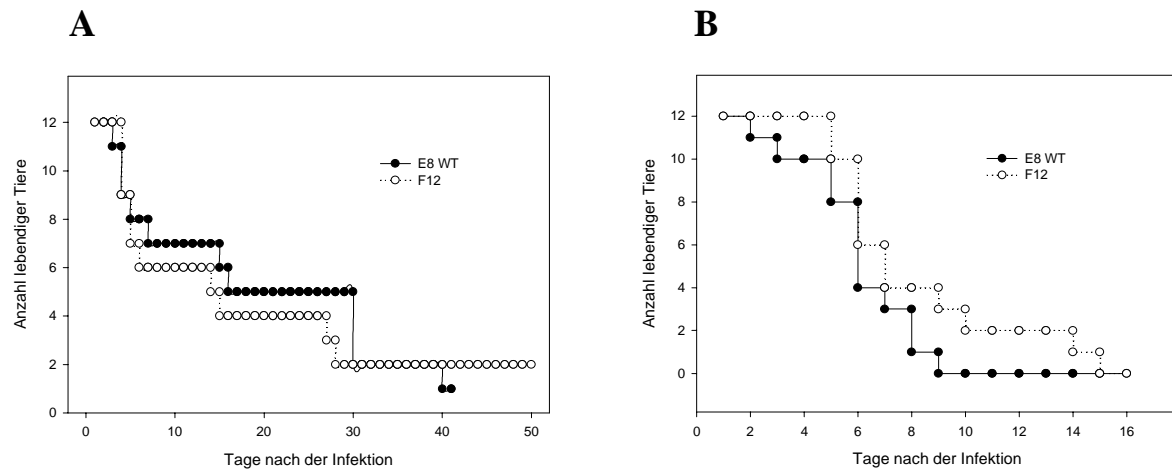 A
Anzahl lebendiger Tiere
12
10
8
6
4
2
0
E8 WT
F12
0 10 20 30 40 50
Tage nach der Infektion
B
Anzahl lebendiger Tiere
12
10
8
6
4
2
0
E8 WT
F12
0 2 4 6 8 10 12 14 16
Tage nach der Infektion